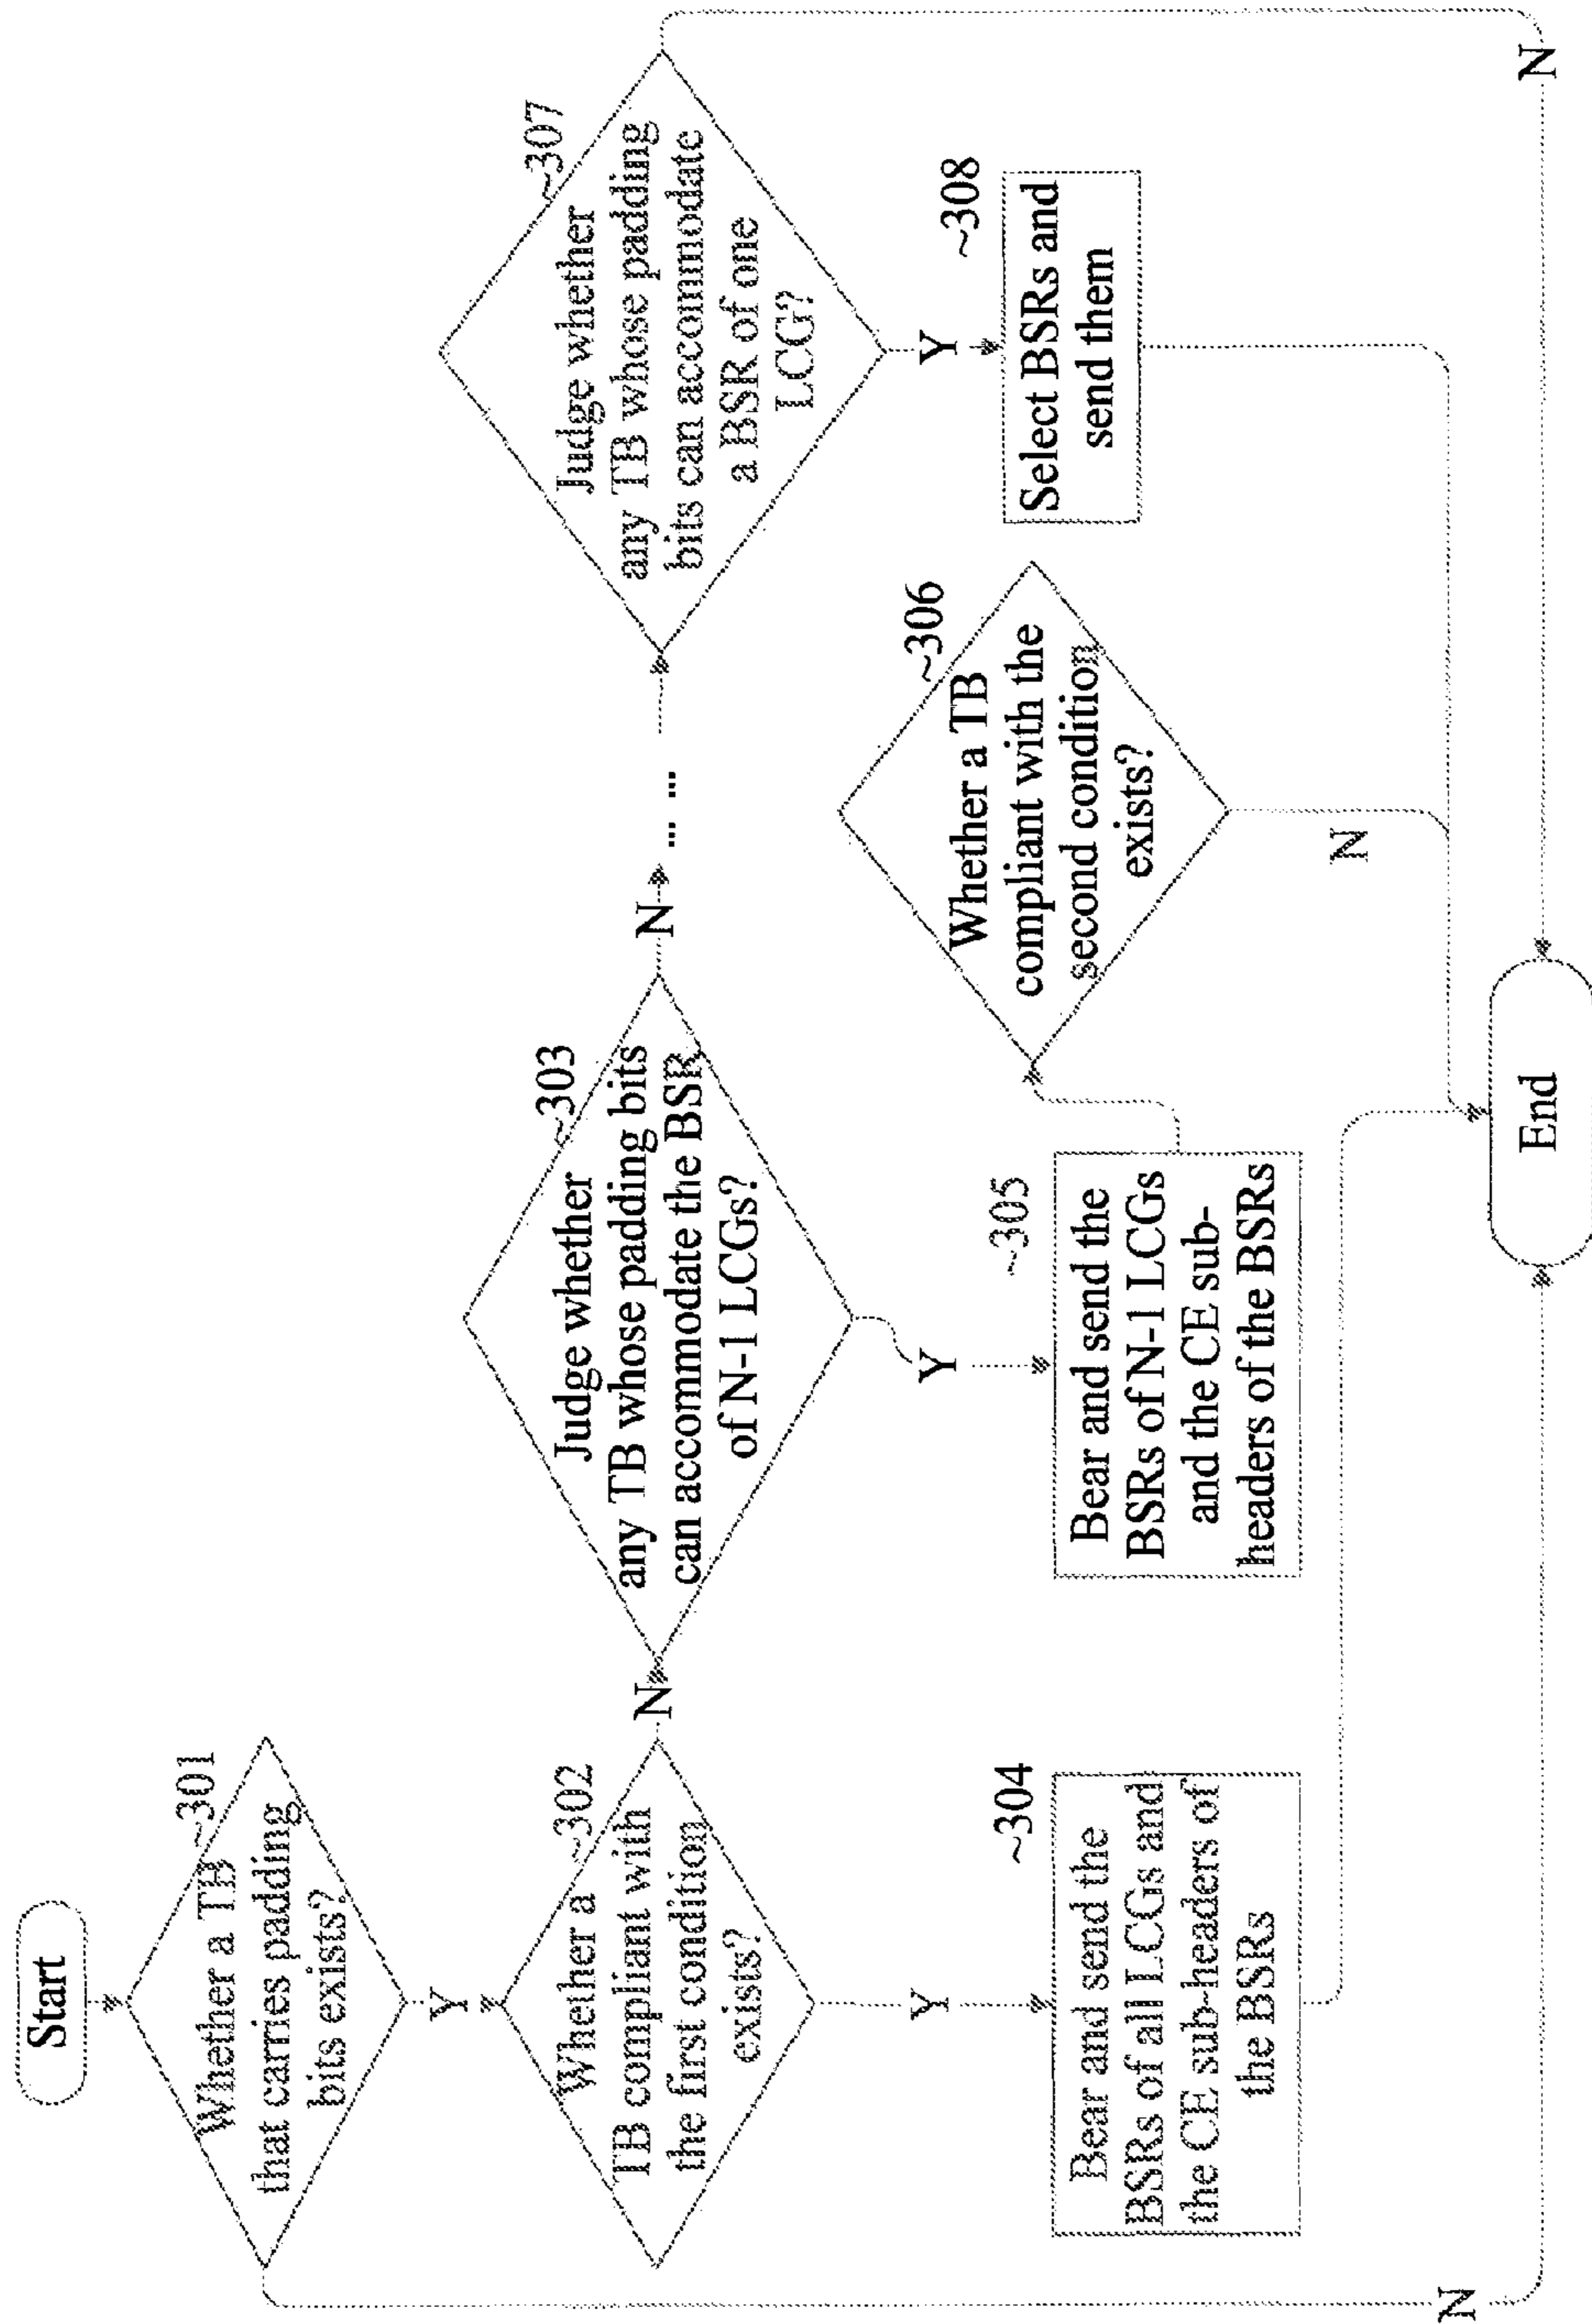 Start
~301
Whether a TB
that carries padding
bits exists?
Y
N
~302
Whether a
TB compliant with
the first condition
exists?
N
Y
~303
Judge whether
any TB whose padding bits
can accommodate the BSR
of N-1 LCGs?
N
... ...
Y
~307
Judge whether
any TB whose padding
bits can accommodate
a BSR of one
LCG?
Y
N
~304
Bear and send the
BSRs of all LCGs and
the CE sub-headers of
the BSRs
~305
Bear and send the
BSRs of N-1 LCGs
and the CE sub-
headers of the BSRs
~306
Whether a TB
compliant with the
second condition
exists?
N
~308
Select BSRs and
send them
End